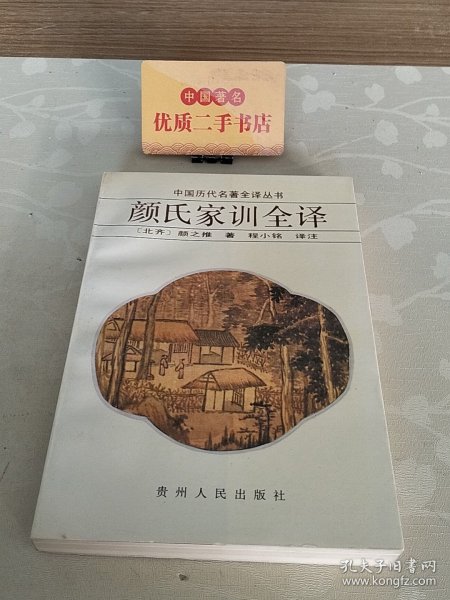 中国著名
优质二手书店
中国历代名著全译丛书
颜氏家训全译
〔北齐〕颜之推 著 程小铭 译注
贵州人民出版社
孔夫子旧书网
www.kongfz.com